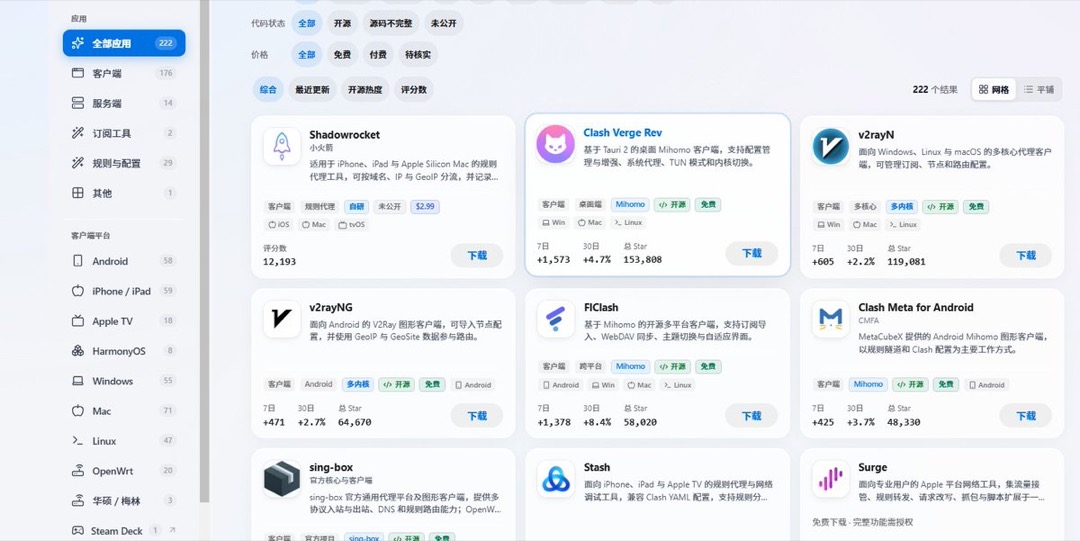 应用
全部应用 222
客户端 176
服务端 14
订阅工具 2
规则与配置 29
其他 1
客户端平台
Android 58
iPhone / iPad 59
Apple TV 18
HarmonyOS 8
Windows 55
Mac 71
Linux 47
OpenWrt 20
华硕 / 梅林 3
Steam Deck 1 ↗
代码状态 全部 开源 源码不完整 未公开
价格 全部 免费 付费 待核实
综合 最近更新 开源热度 评分数
222 个结果 网格 平铺
Shadowrocket
小火箭
适用于 iPhone、iPad 与 Apple Silicon Mac 的规则
代理工具，可按域名、IP 与 GeoIP 分流，并记录...
客户端 规则代理 自研 未公开 $2.99
iOS Mac tvOS
评分数
12,193
下载
Clash Verge Rev
基于 Tauri 2 的桌面 Mihomo 客户端，支持配置管
理与增强、系统代理、TUN 模式和内核切换。
客户端 桌面端 Mihomo </> 开源 免费
Win Mac Linux
7日 30日 总 Star
+1,573 +4.7% 153,808
下载
v2rayN
面向 Windows、Linux 与 macOS 的多核心代理客户
端，可管理订阅、节点和路由配置。
客户端 多核心 多内核 </> 开源 免费
Win Mac Linux
7日 30日 总 Star
+605 +2.2% 119,081
下载
v2rayNG
面向 Android 的 V2Ray 图形客户端，可导入节点配
置，并使用 GeoIP 与 GeoSite 数据参与路由。
客户端 Android 多内核 </> 开源 免费 Android
7日 30日 总 Star
+471 +2.7% 64,670
下载
FlClash
基于 Mihomo 的开源多平台客户端，支持订阅导
入、WebDAV 同步、主题切换与自适应界面。
客户端 跨平台 Mihomo </> 开源 免费
Android Win Mac Linux
7日 30日 总 Star
+1,378 +8.4% 58,020
下载
Clash Meta for Android
CMFA
MetaCubeX 提供的 Android Mihomo 图形客户端，
以规则隧道和 Clash 配置为主要工作方式。
客户端 Mihomo </> 开源 免费 Android
7日 30日 总 Star
+425 +3.7% 48,330
下载
sing-box
官方核心与客户端
sing-box 官方通用代理平台及图形客户端，提供多
协议入站与出站、DNS 和规则路由能力；OpenW...
客户端 官方项目 sing-box </> 开源 免费
Stash
面向 iPhone、iPad 与 Apple TV 的规则代理与网络
调试工具，兼容 Clash YAML 配置，支持规则分...
Surge
面向专业用户的 Apple 平台网络工具，集流量接
管、规则转发、请求改写、抓包与脚本扩展于一...
免费下载 · 完整功能需授权